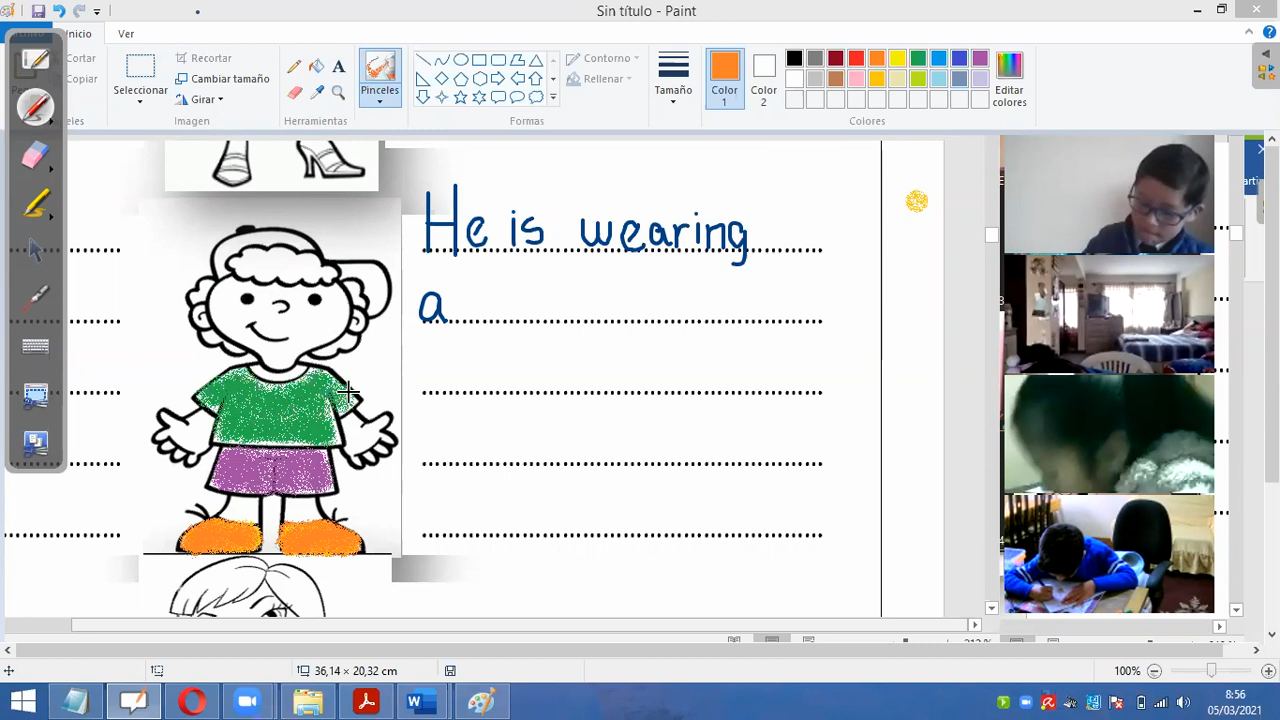 Sin título - Paint
Archivo Inicio Ver
Cortar
Copiar
Recortar
Cambiar tamaño
Girar
Seleccionar
Imagen
Herramientas
Pinceles
Formas
Contorno
Rellenar
Tamaño
Color 1
Color 2
Editar colores
Colores
He is wearing
a
36,14 × 20,32 cm
100%
8:56
05/03/2021